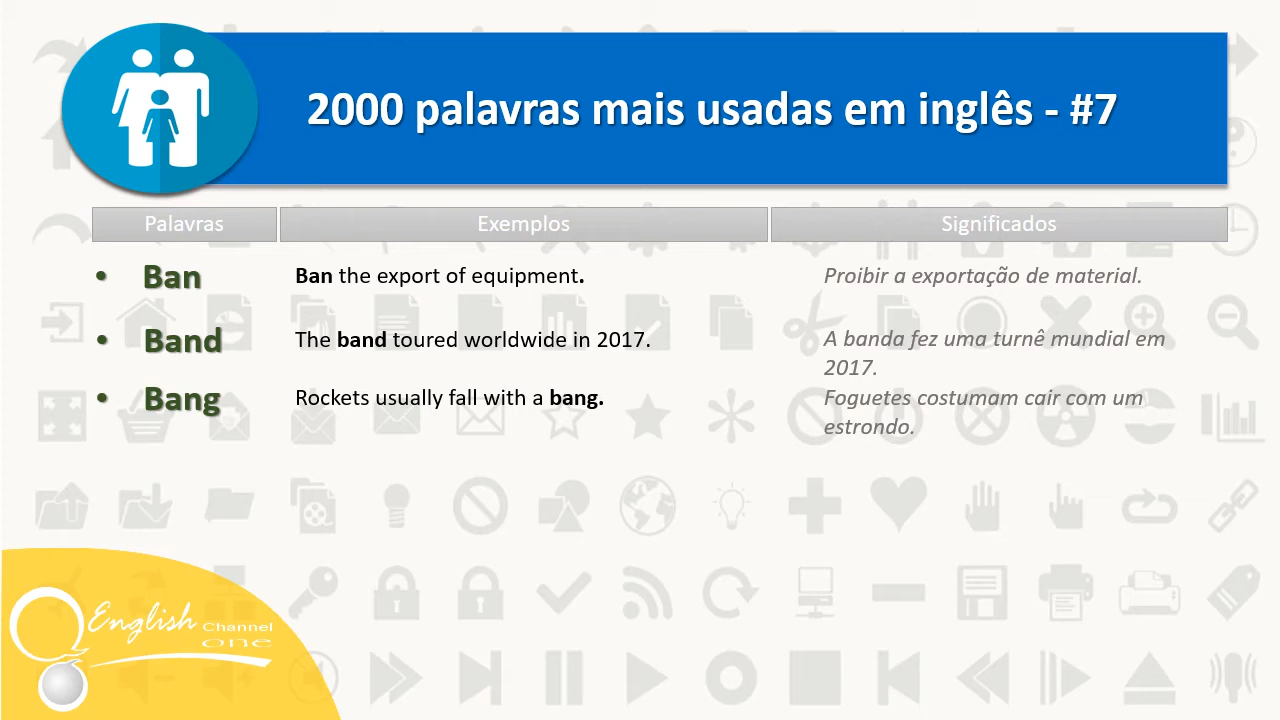 2000 palavras mais usadas em inglês - #7
Palavras Exemplos Significados
• Ban Ban the export of equipment. Proibir a exportação de material.
• Band The band toured worldwide in 2017. A banda fez uma turnê mundial em
2017.
• Bang Rockets usually fall with a bang. Foguetes costumam cair com um
estrondo.
English Channel
one